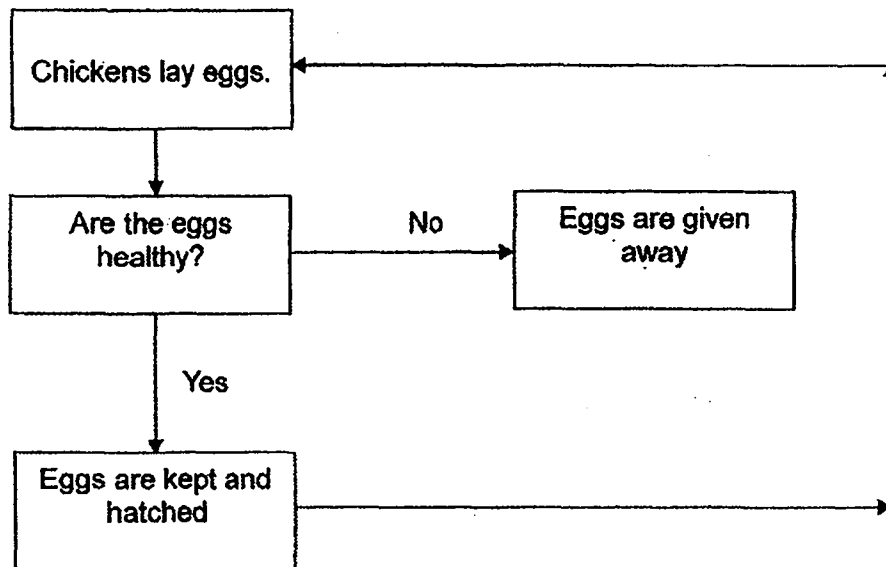 Chickens lay eggs.
Are the eggs
healthy?
No
Eggs are given
away
Yes
Eggs are kept and
hatched